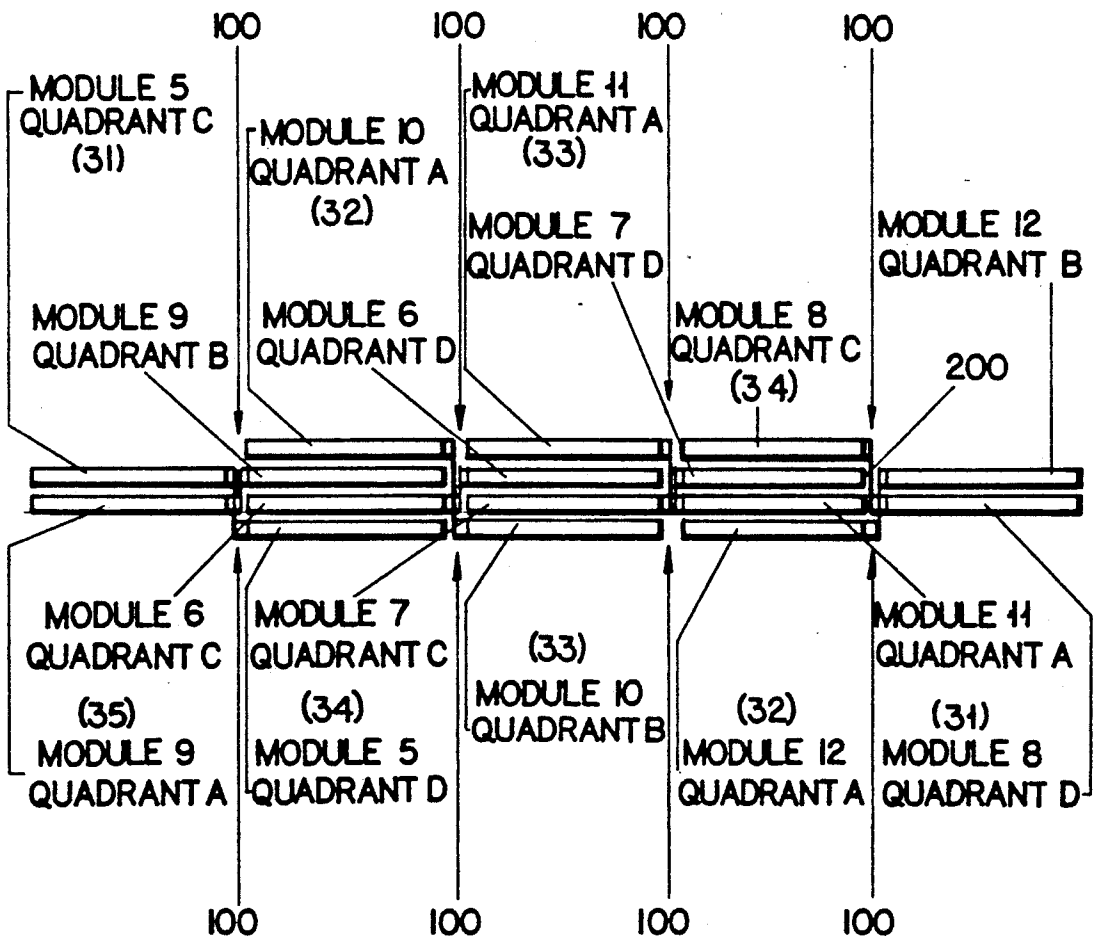 100 100 100 100
MODULE 5
QUADRANT C
(31)
MODULE 10
QUADRANT A
(32)
MODULE 11
QUADRANT A
(33)
MODULE 7
QUADRANT D
MODULE 12
QUADRANT B
MODULE 9
QUADRANT B
MODULE 6
QUADRANT D
MODULE 8
QUADRANT C
(34)
200
MODULE 6
QUADRANT C
MODULE 7
QUADRANT C
MODULE 11
QUADRANT A
(35)
MODULE 9
QUADRANT A
(34)
MODULE 5
QUADRANT D
(33)
MODULE 10
QUADRANT B
(32)
MODULE 12
QUADRANT A
(31)
MODULE 8
QUADRANT D
100 100 100 100